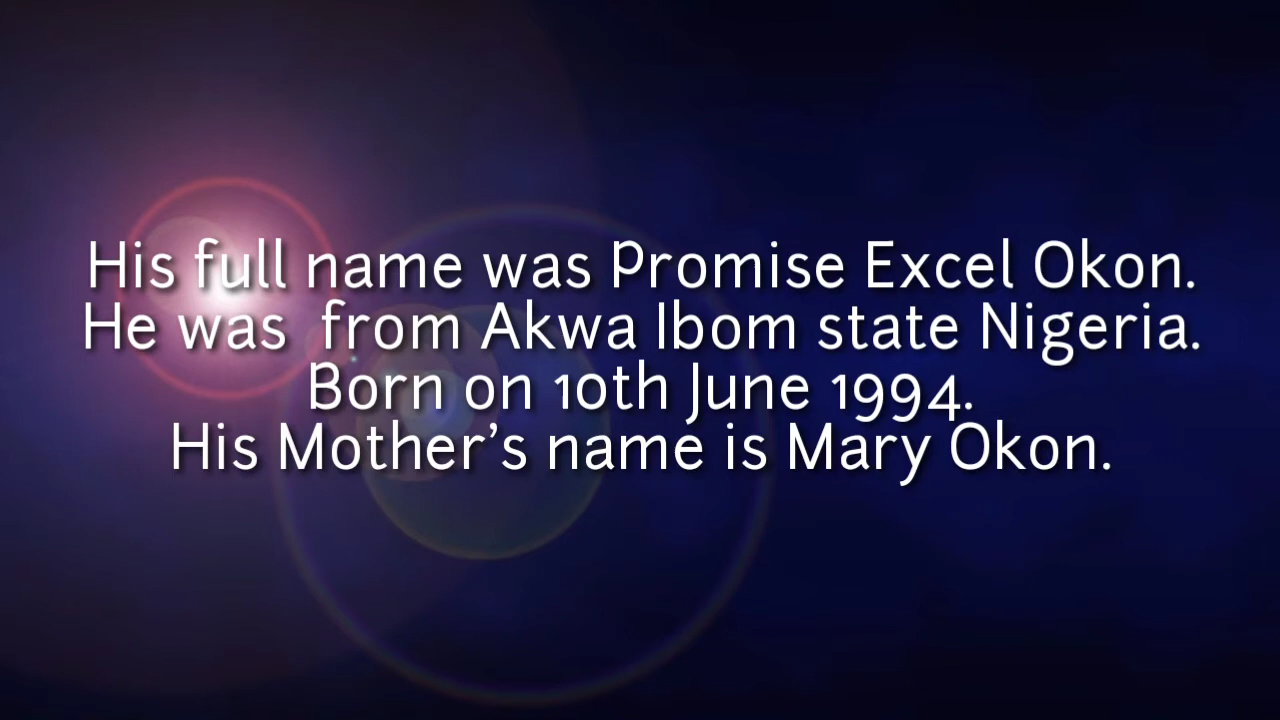 His full name was Promise Excel Okon.
He was  from Akwa Ibom state Nigeria.
Born on 10th June 1994.
His Mother’s name is Mary Okon.